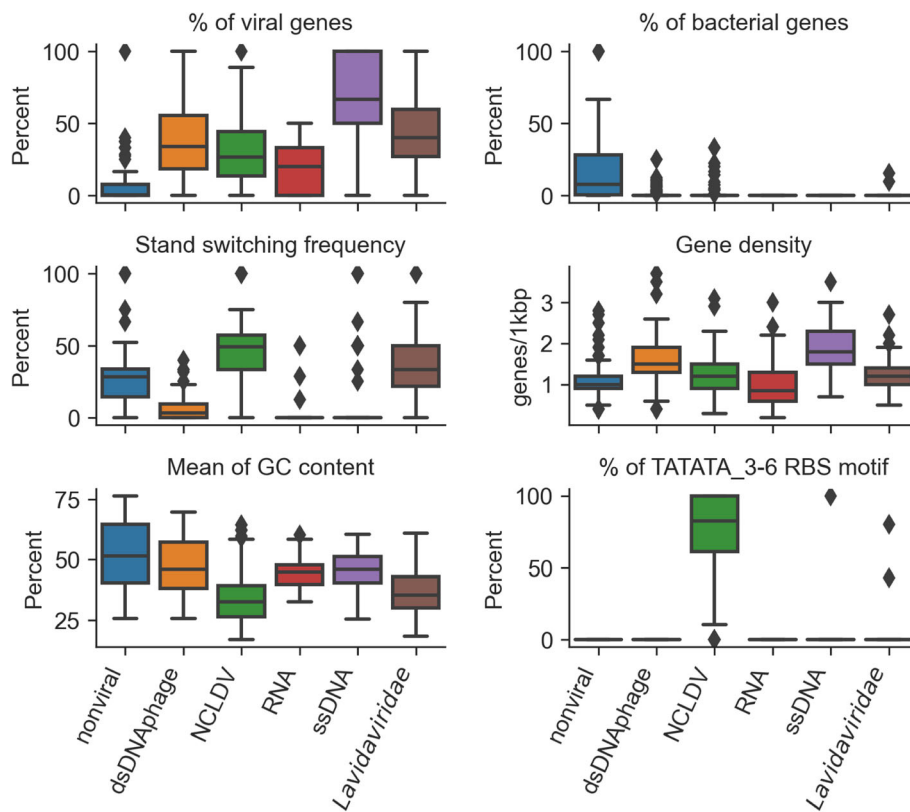 % of viral genes
% of bacterial genes
Percent
100
50
0
Percent
100
50
0
Stand switching frequency
Gene density
Percent
100
50
0
genes/1kbp
3
2
1
Mean of GC content
% of TATATA_3-6 RBS motif
Percent
75
50
25
Percent
100
50
0
nonviral
dsDNAphage
NCLDV
RNA
ssDNA
Lavidaviridae
nonviral
dsDNAphage
NCLDV
RNA
ssDNA
Lavidaviridae